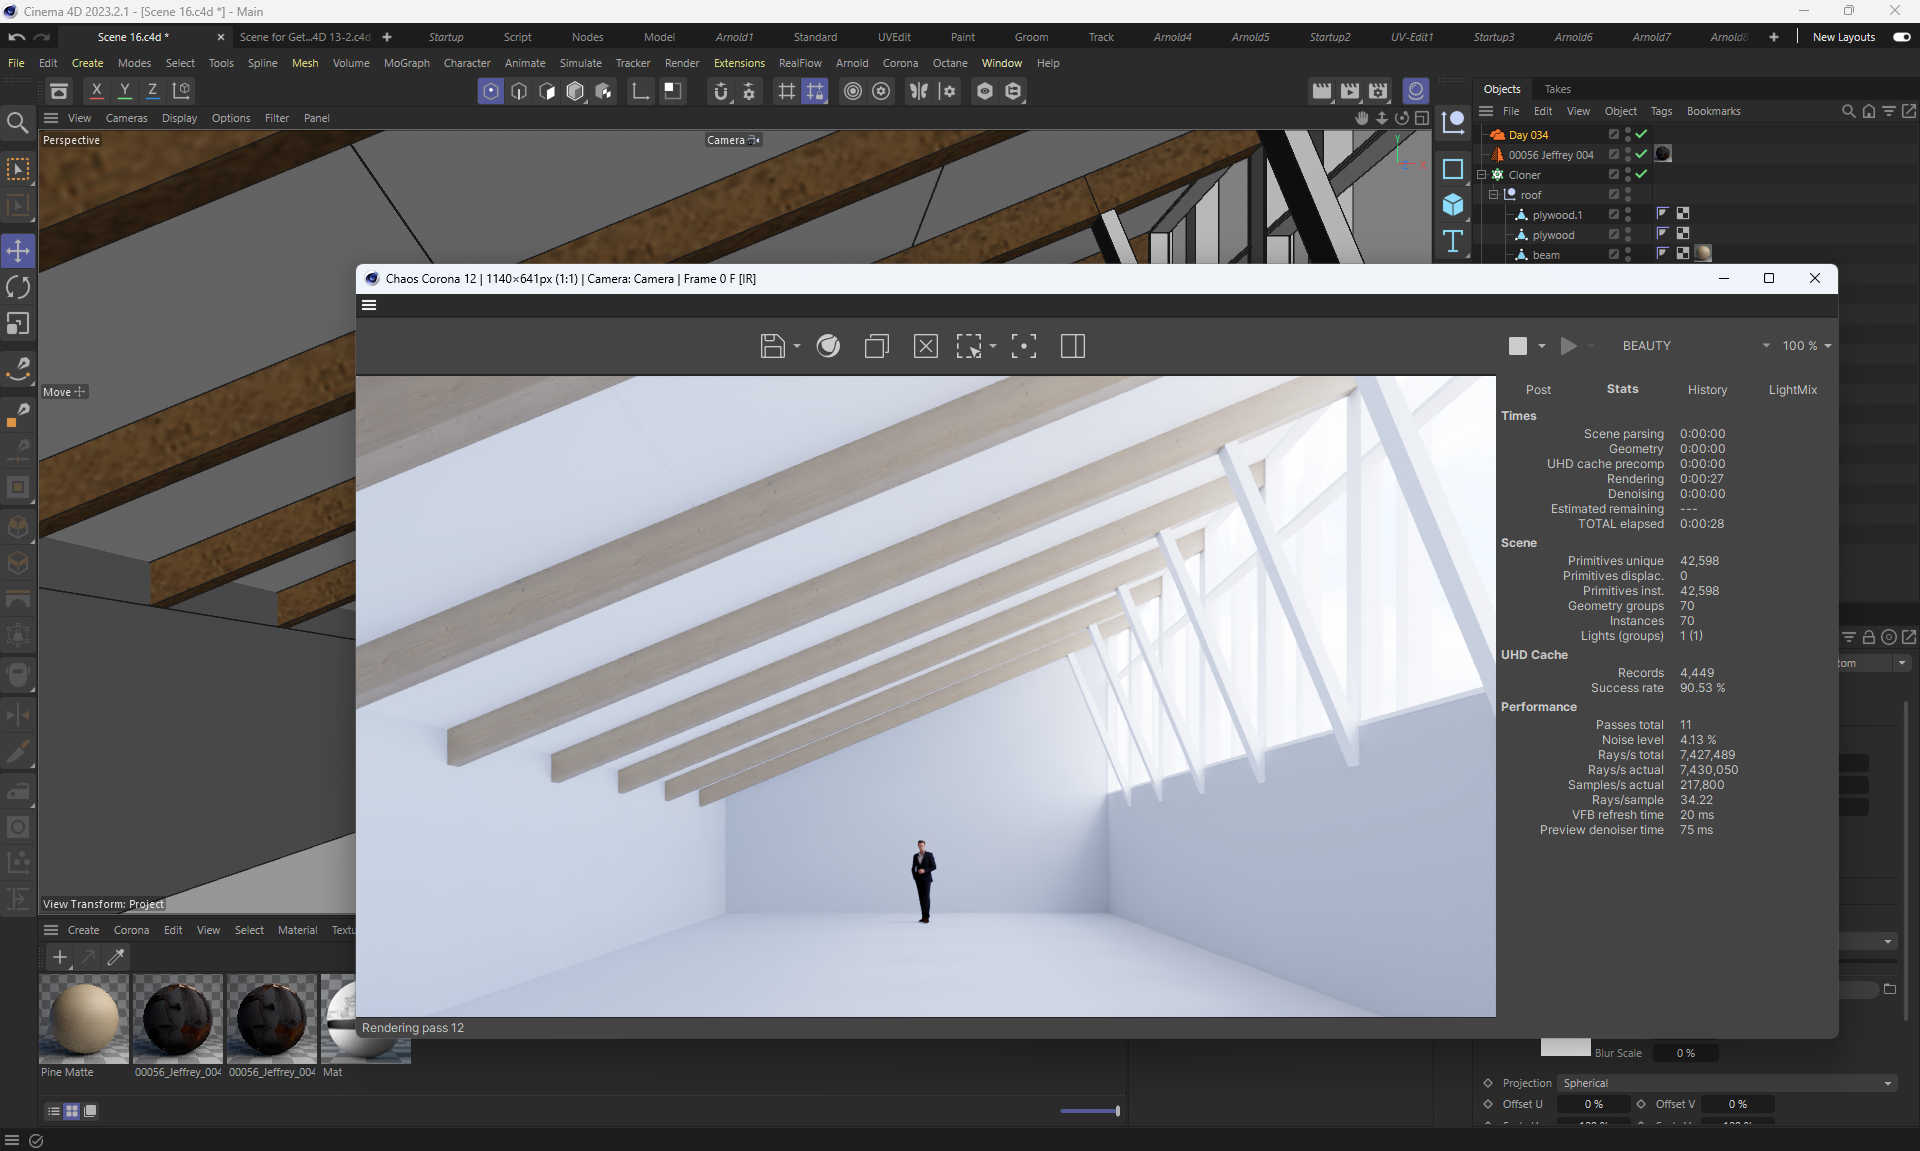 Cinema 4D 2023.2.1 - [Scene 16.c4d *] - Main
Scene 16.c4d *
Scene for Get...4D 13-2.c4d
Startup
Script
Nodes
Model
Arnold1
Standard
UVEdit
Paint
Groom
Track
Arnold4
Arnold5
Startup2
UV-Edit1
Startup3
Arnold6
Arnold7
Arnold8
New Layouts
File Edit Create Modes Select Tools Spline Mesh Volume MoGraph Character Animate Simulate Tracker Render Extensions RealFlow Arnold Corona Octane Window Help
X Y Z
Objects Takes
View Cameras Display Options Filter Panel
File Edit View Object Tags Bookmarks
Perspective
Camera
Day 034
00056 Jeffrey 004
Cloner
roof
plywood.1
plywood
beam
Move
View Transform: Project
Chaos Corona 12 | 1140×641px (1:1) | Camera: Camera | Frame 0 F [IR]
BEAUTY
100 %
Post Stats History LightMix
Times
Scene parsing 0:00:00
Geometry 0:00:00
UHD cache precomp 0:00:00
Rendering 0:00:27
Denoising 0:00:00
Estimated remaining ---
TOTAL elapsed 0:00:28
Scene
Primitives unique 42,598
Primitives displac. 0
Primitives inst. 42,598
Geometry groups 70
Instances 70
Lights (groups) 1 (1)
UHD Cache
Records 4,449
Success rate 90.53 %
Performance
Passes total 11
Noise level 4.13 %
Rays/s total 7,427,489
Rays/s actual 7,430,050
Samples/s actual 217,800
Rays/sample 34.22
VFB refresh time 20 ms
Preview denoiser time 75 ms
Rendering pass 12
tom
Create Corona Edit View Select Material Textu
Pine Matte
00056_Jeffrey_004
00056_Jeffrey_004
Mat
Blur Scale 0 %
Projection Spherical
Offset U 0 % Offset V 0 %